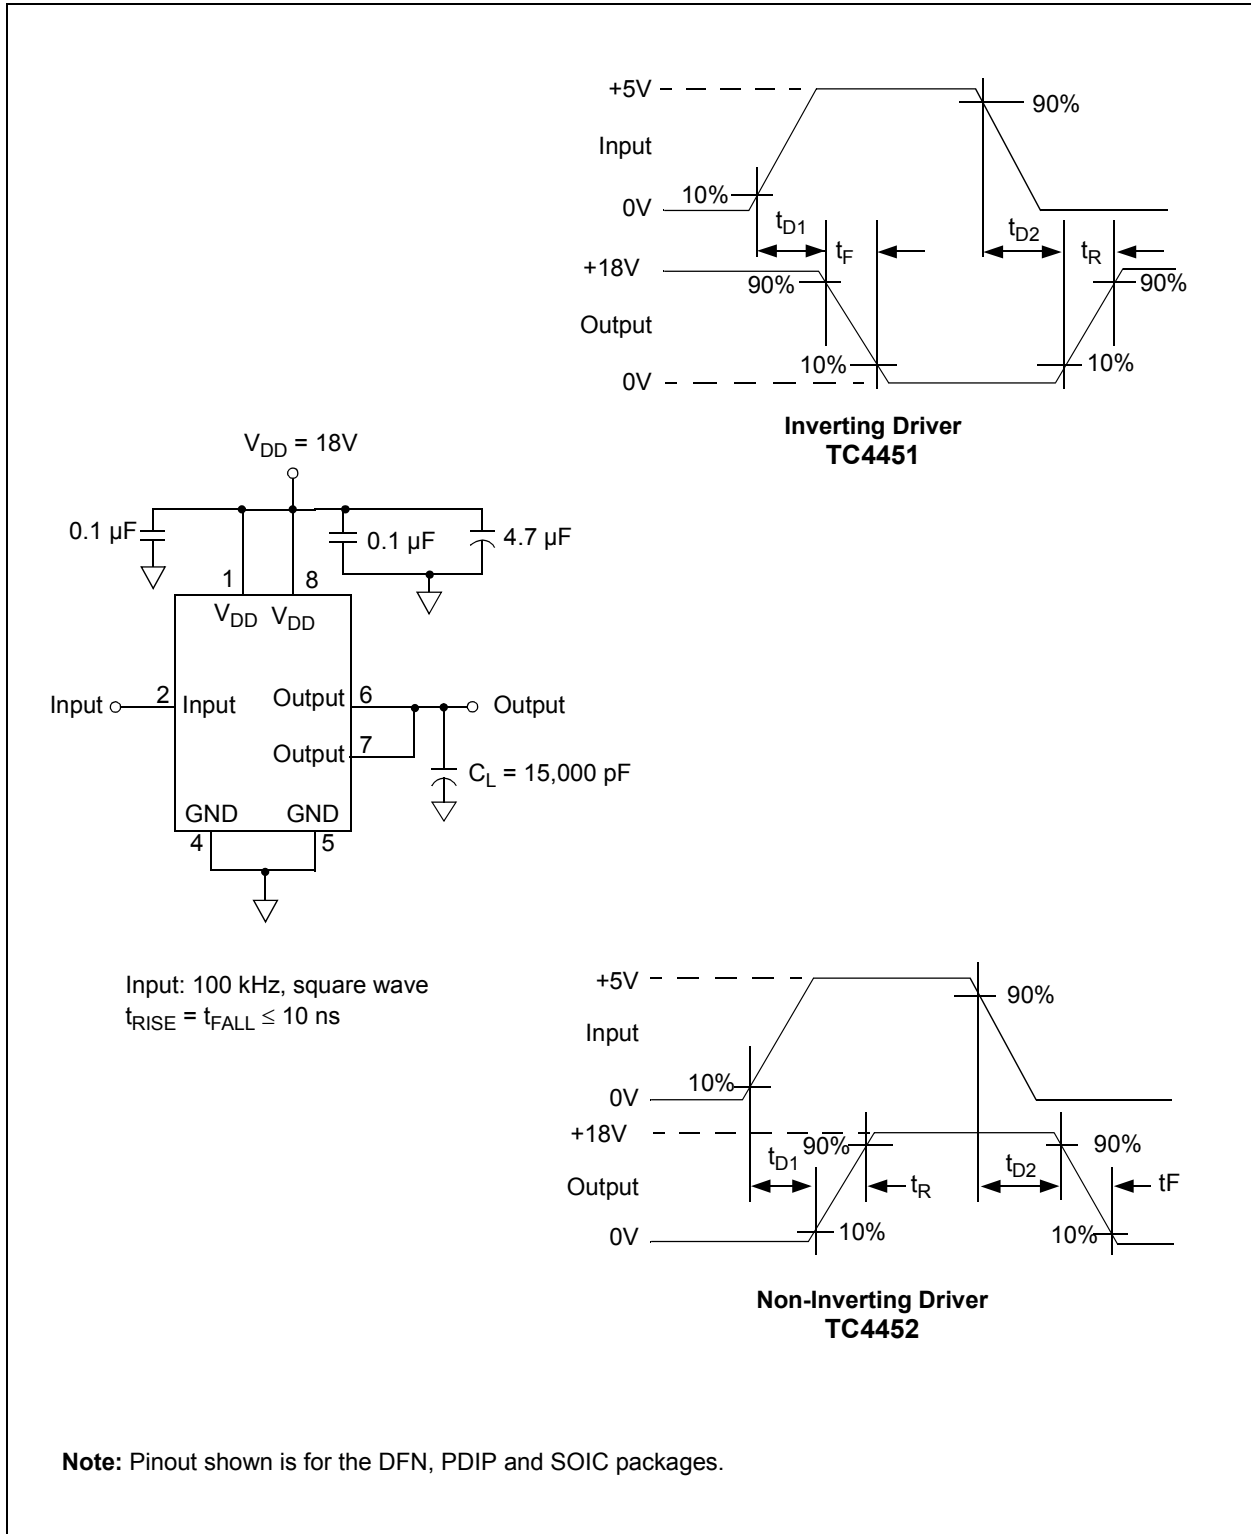 +5V
90%
Input
10%
0V
tD1
tD2
tF
tR
+18V
90%
90%
Output
10%
10%
0V
Inverting Driver
TC4451
VDD = 18V
0.1 µF
0.1 µF
4.7 µF
1
8
VDD
VDD
Input
2
Input
Output
6
Output
Output
7
CL = 15,000 pF
GND
GND
4
5
Input: 100 kHz, square wave
tRISE = tFALL ≤ 10 ns
+5V
90%
Input
10%
0V
+18V
tD1
90%
tD2
90%
Output
tR
tF
0V
10%
10%
Non-Inverting Driver
TC4452
Note: Pinout shown is for the DFN, PDIP and SOIC packages.